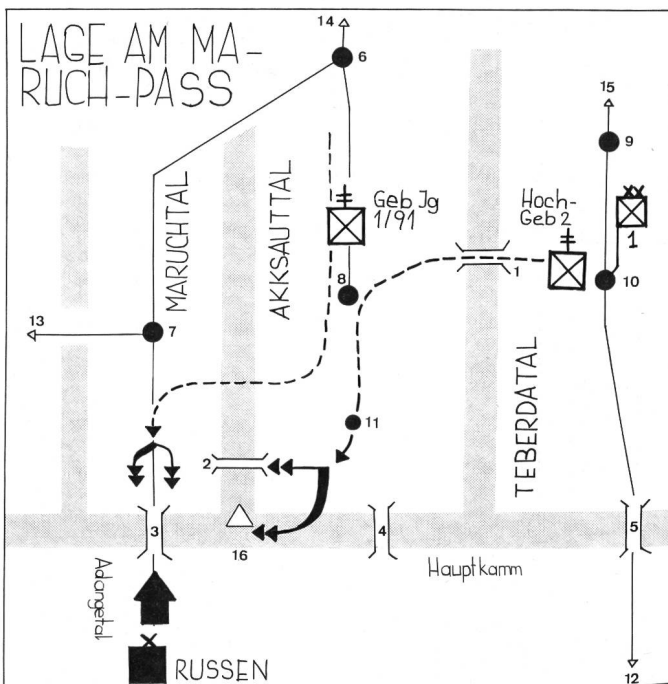 LAGE AM MA-
RUCH-PASS
14
6
15
9
Geb Jg
1/91
Hoch-
Geb 2
1
MARUCHTAL
AKKSAUTTAL
1
8
10
13
7
TEBERDATAL
11
2
3
16
4
5
Adangetal
Hauptkamm
RUSSEN
12